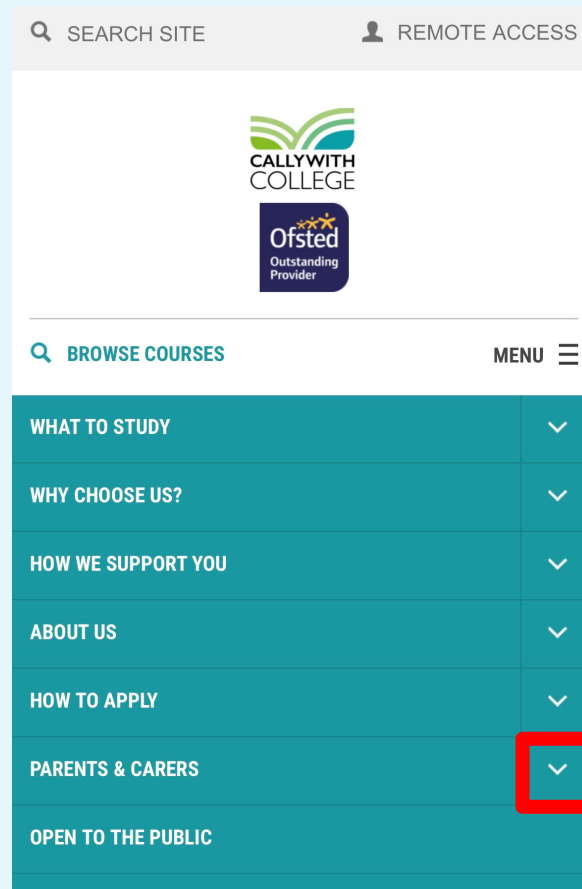 SEARCH SITE REMOTE ACCESS
CALLYWITH
COLLEGE
Ofsted
Outstanding
Provider
BROWSE COURSES MENU
WHAT TO STUDY
WHY CHOOSE US?
HOW WE SUPPORT YOU
ABOUT US
HOW TO APPLY
PARENTS & CARERS
OPEN TO THE PUBLIC